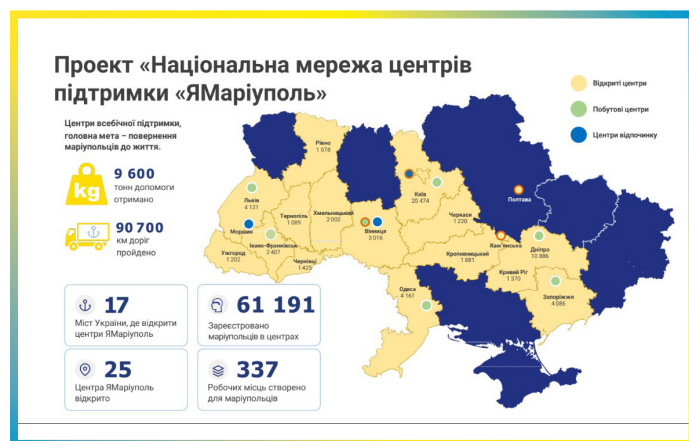 Проект «Національна мережа центрів
підтримки «ЯМаріуполь»
Центри всебічної підтримки,
головна мета – повернення
маріупольців до життя.
kg
9 600
тонн допомоги
отримано
90 700
км доріг
пройдено
17
Міст України, де відкрити
центри ЯМаріуполь
61 191
Зареєстровано
маріупольців в центрах
25
Центра ЯМаріуполь
відкрито
337
Робочих місць створено
для маріупольців
Відкриті центри
Побутові центри
Центри відпочинку
Рівно
1 078
Львів
4 121
Тернопіль
1 089
Хмельницький
2 002
Київ
20 474
Черкаси
1 220
Полтава
Моршин
Івано-Франківськ
2 407
Ужгород
1 202
Чернівці
1 425
Вінниця
3 016
Кропивницький
1 881
Кам'янське
Дніпро
10 886
Кривий Ріг
1 370
Запоріжжя
4 086
Одеса
4 161